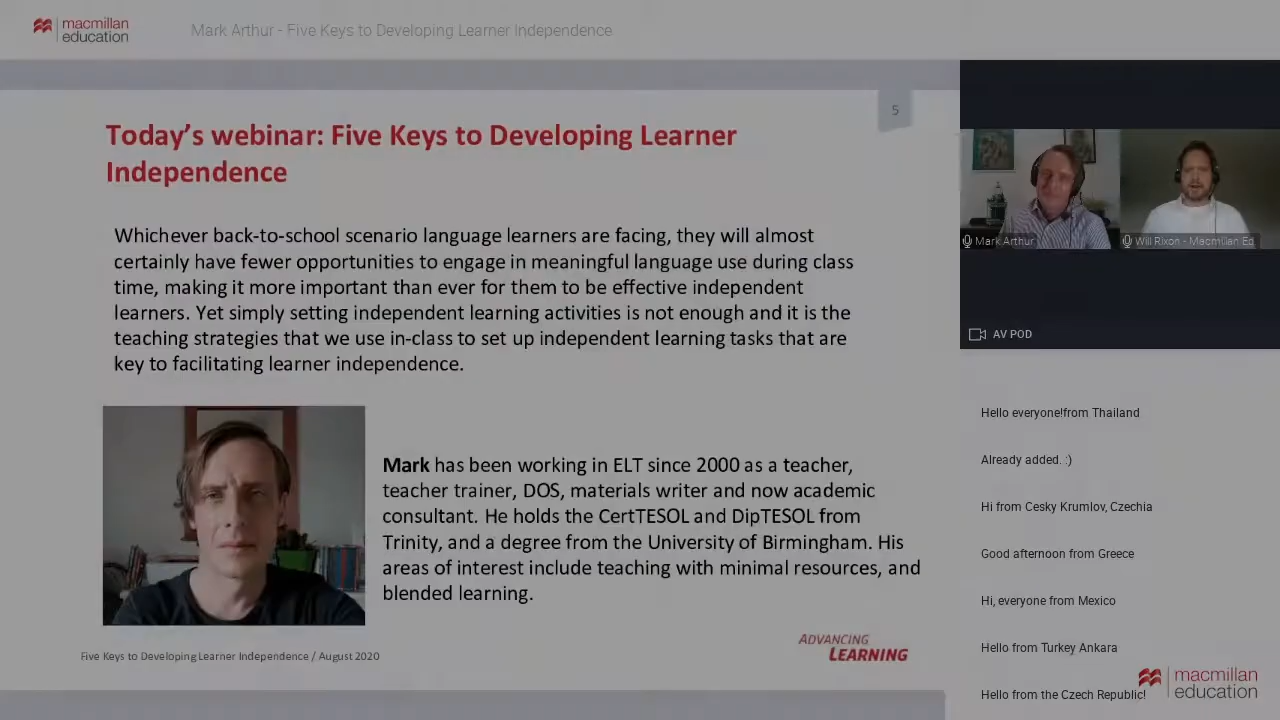 macmillan
education
Mark Arthur - Five Keys to Developing Learner Independence
5
Today's webinar: Five Keys to Developing Learner
Independence
Whichever back-to-school scenario language learners are facing, they will almost
certainly have fewer opportunities to engage in meaningful language use during class
time, making it more important than ever for them to be effective independent
learners. Yet simply setting independent learning activities is not enough and it is the
teaching strategies that we use in-class to set up independent learning tasks that are
key to facilitating learner independence.
Mark has been working in ELT since 2000 as a teacher,
teacher trainer, DOS, materials writer and now academic
consultant. He holds the CertTESOL and DipTESOL from
Trinity, and a degree from the University of Birmingham. His
areas of interest include teaching with minimal resources, and
blended learning.
Five Keys to Developing Learner Independence / August 2020
ADVANCING
LEARNING
Mark Arthur
Will Rixon - Macmillan Ed
AV POD
Hello everyone!from Thailand
Already added. :)
Hi from Cesky Krumlov, Czechia
Good afternoon from Greece
Hi, everyone from Mexico
Hello from Turkey Ankara
Hello from the Czech Republic!
macmillan
education